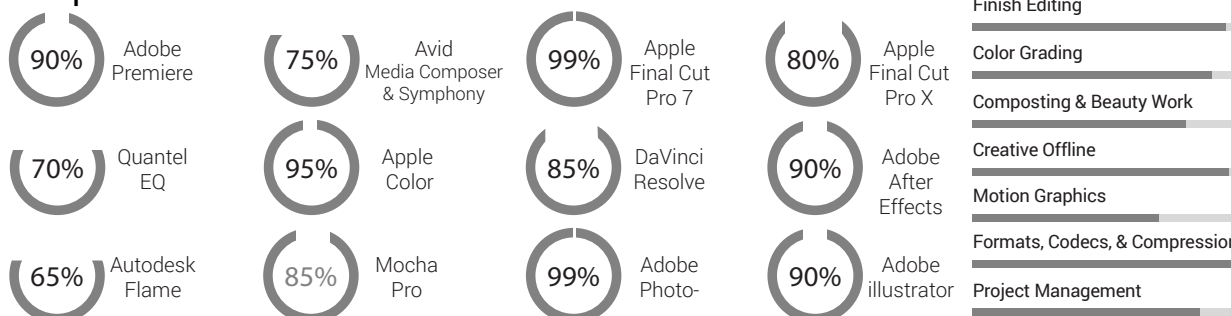 90%
Adobe
Premiere
75%
Avid
Media Composer
& Symphony
99%
Apple
Final Cut
Pro 7
80%
Apple
Final Cut
Pro X
70%
Quantel
EQ
95%
Apple
Color
85%
DaVinci
Resolve
90%
Adobe
After
Effects
65%
Autodesk
Flame
85%
Mocha
Pro
99%
Adobe
Photo-
90%
Adobe
illustrator
Finish Editing
Color Grading
Composting & Beauty Work
Creative Offline
Motion Graphics
Formats, Codecs, & Compression
Project Management